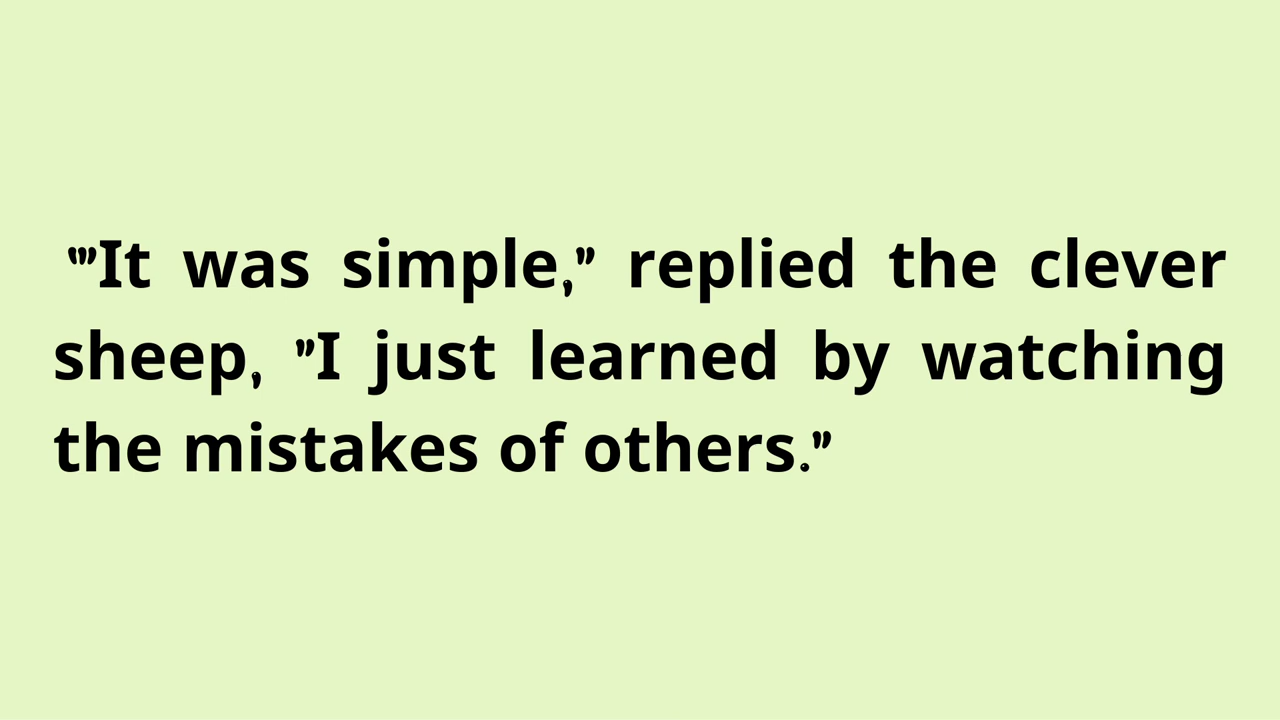 "'It was simple," replied the clever
sheep, "I just learned by watching
the mistakes of others."